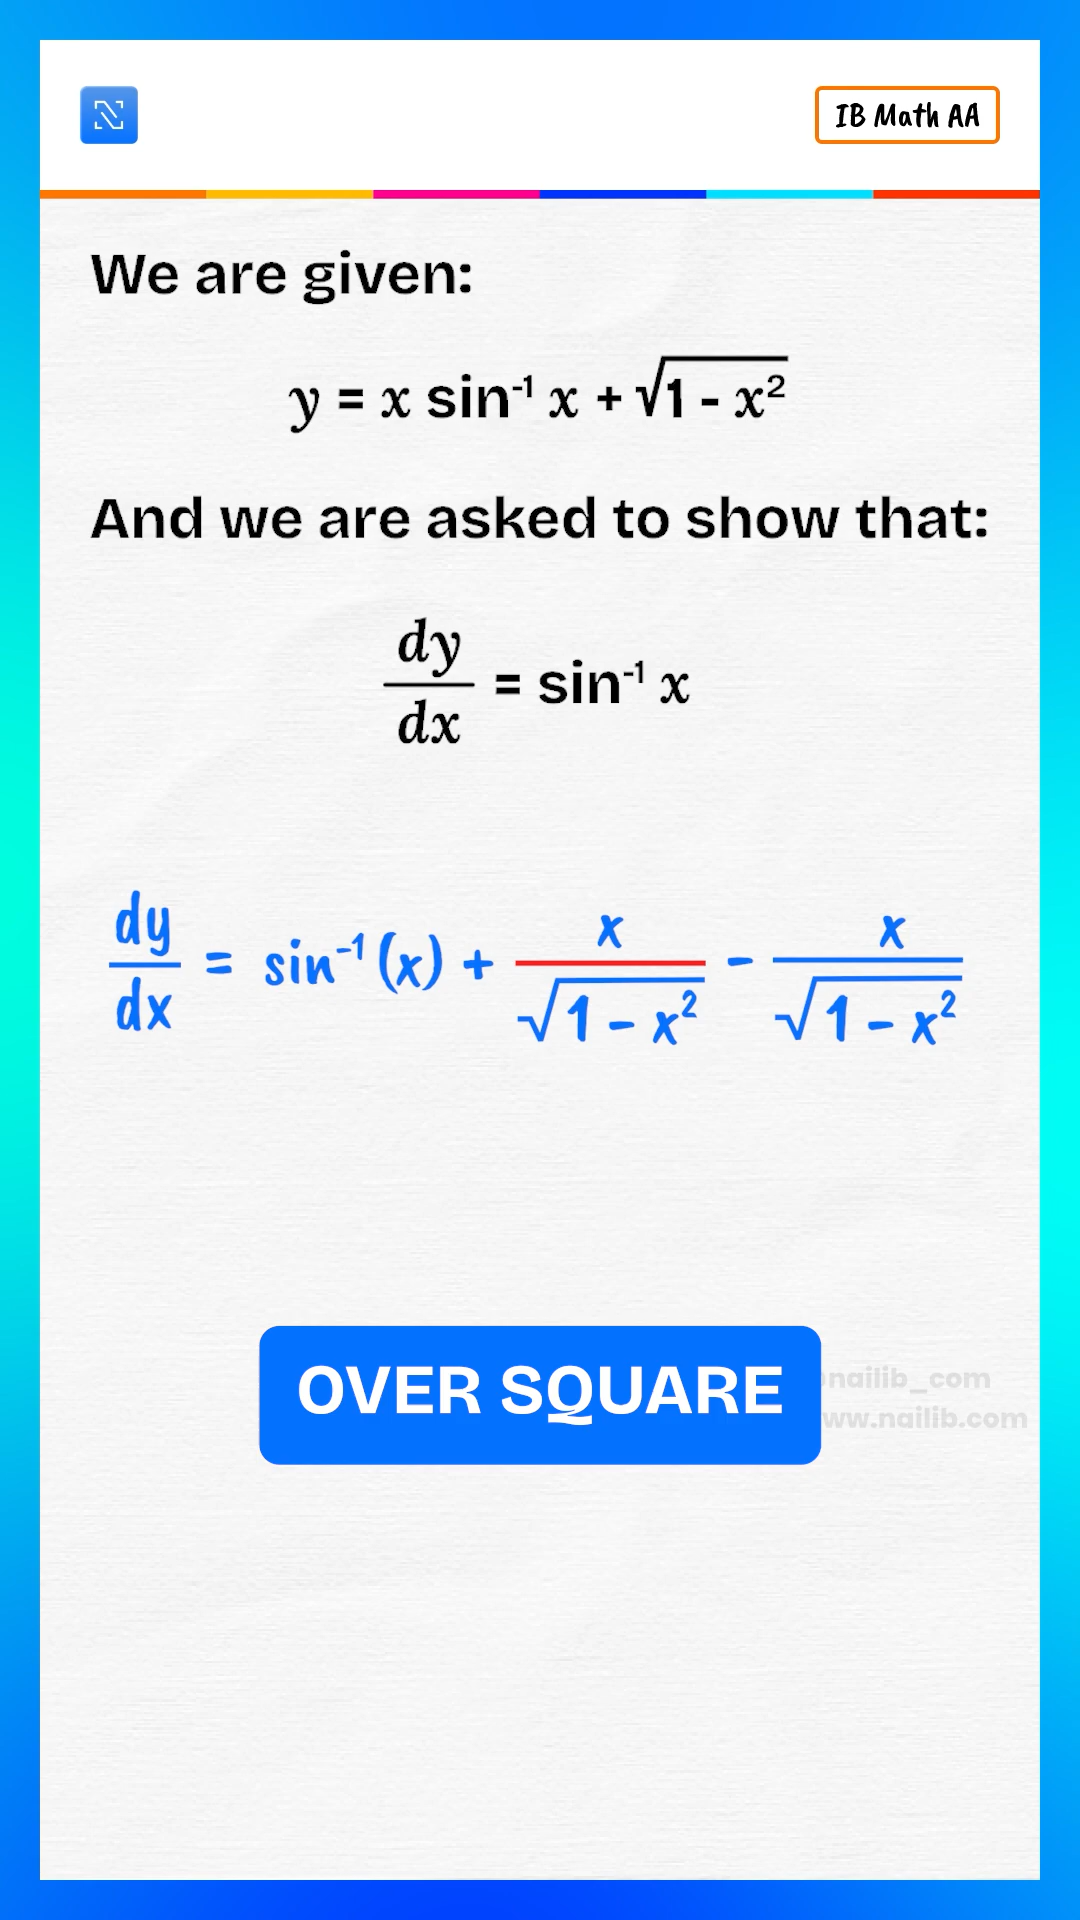 IB Math AA
We are given:
y = x sin⁻¹ x + √(1 - x²)
And we are asked to show that:
dy/dx = sin⁻¹ x
dy/dx = sin⁻¹(x) + x/√(1 - x²) - x/√(1 - x²)
OVER SQUARE
nailib_com
ww.nailib.com